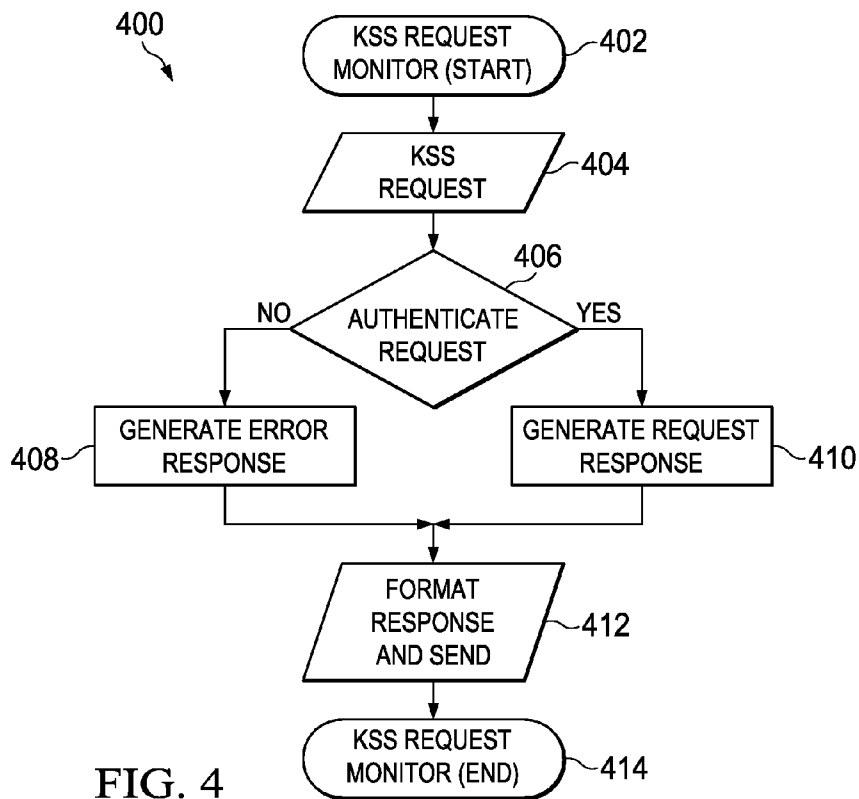 400
KSS REQUEST
MONITOR (START)
402
KSS
REQUEST
404
406
NO
AUTHENTICATE
REQUEST
YES
408
GENERATE ERROR
RESPONSE
GENERATE REQUEST
RESPONSE
410
FORMAT
RESPONSE
AND SEND
412
KSS REQUEST
MONITOR (END)
414
FIG. 4